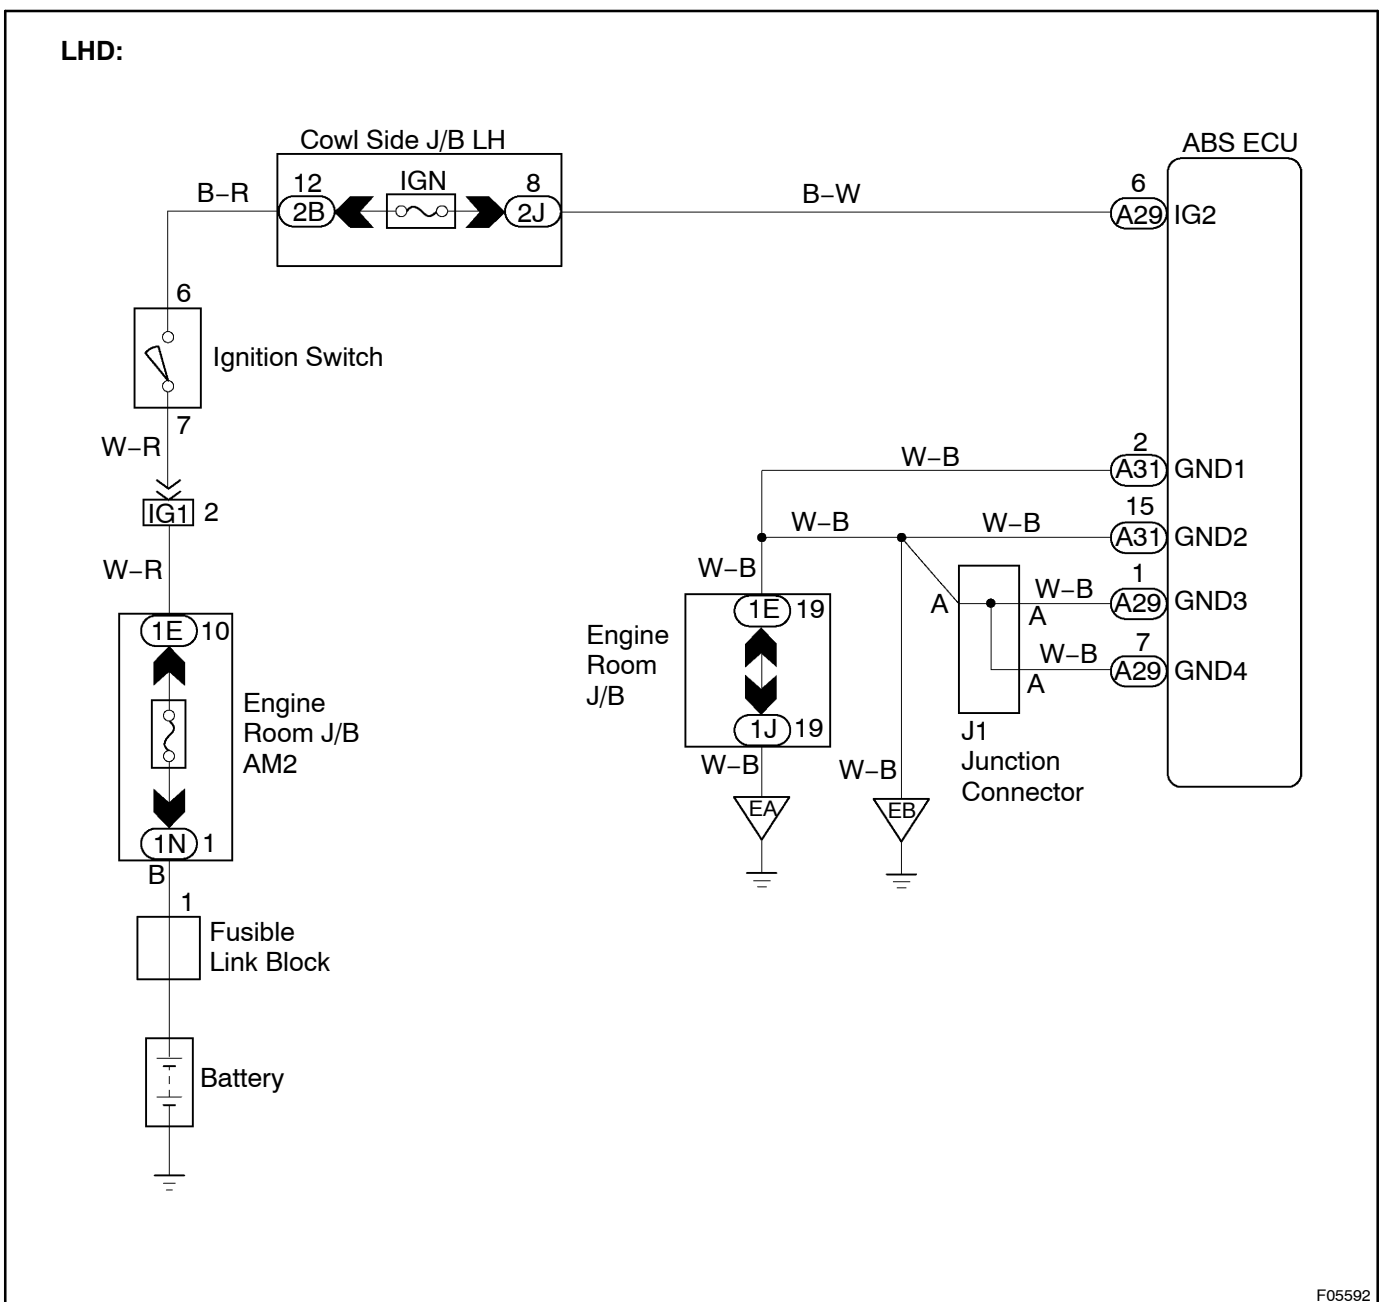 LHD:
Cowl Side J/B LH
ABS ECU
B–R
12
IGN
8
B–W
6
2B
2J
A29
IG2
6
Ignition Switch
7
W–R
IG1
2
W–R
1E
10
Engine
Room J/B
AM2
1N
1
B
1
Fusible
Link Block
Battery
W–B
2
A31
GND1
W–B
W–B
15
A31
GND2
W–B
1E
19
Engine
Room
J/B
1J
19
W–B
EA
W–B
EB
A
W–B
A
1
A29
GND3
W–B
A
7
A29
GND4
J1
Junction
Connector
F05592